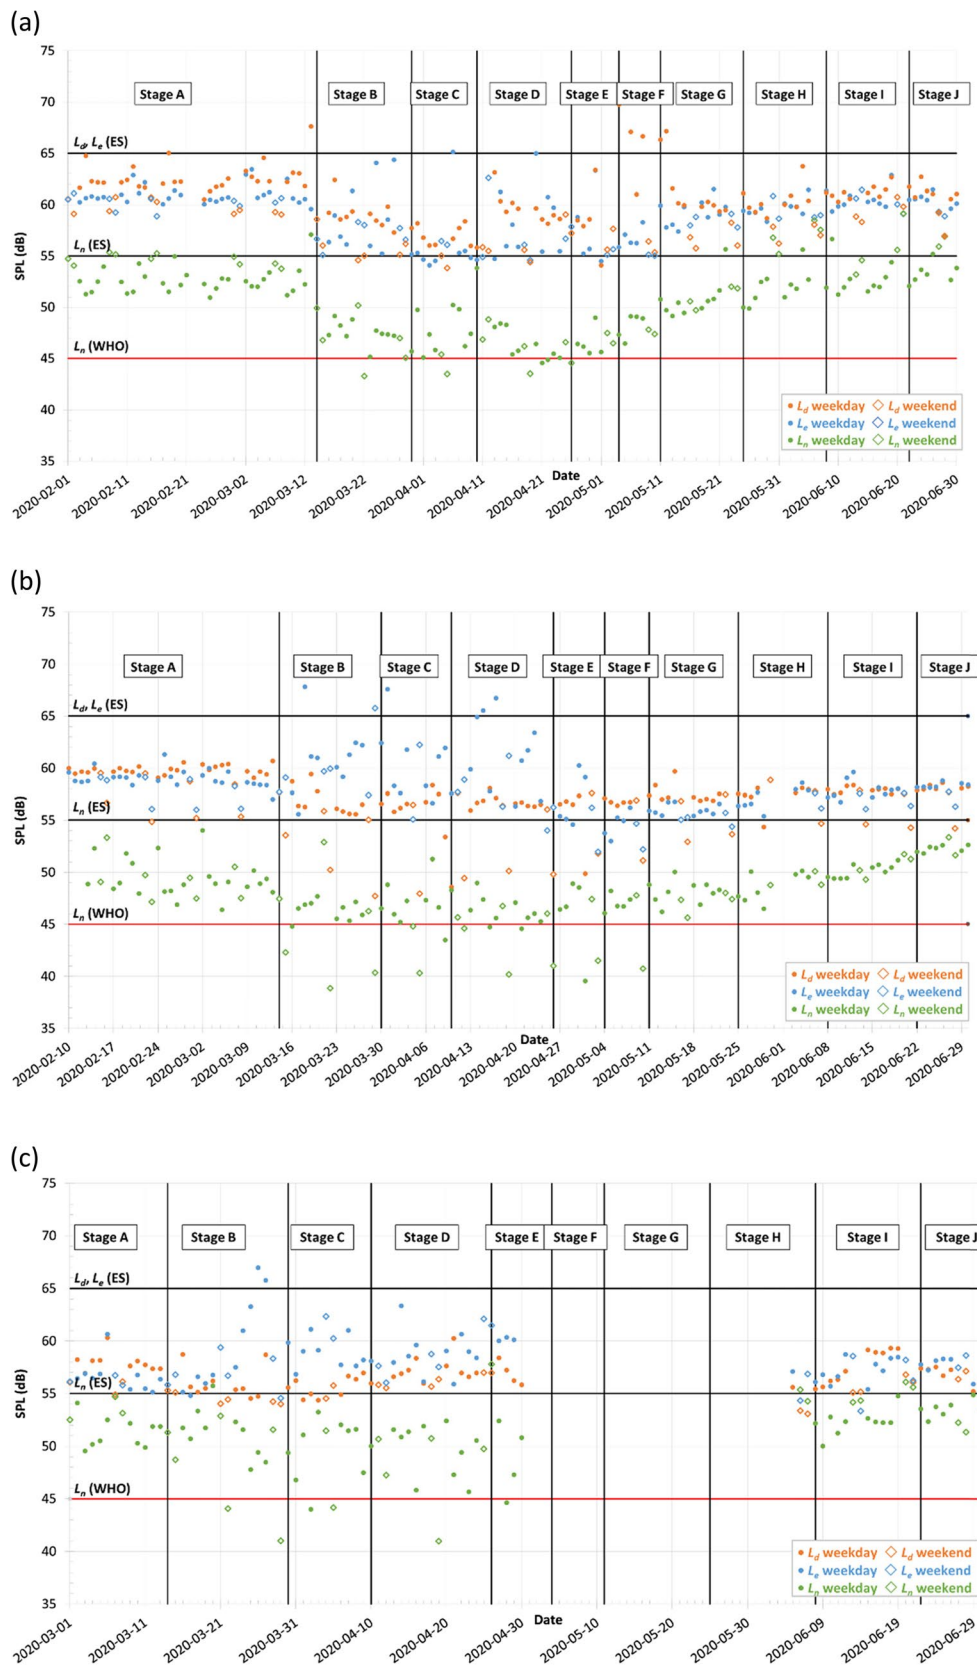 (a)
75
Stage A Stage B Stage C Stage D Stage E Stage F Stage G Stage H Stage I Stage J
70
Ld, Le (ES)
65
60
Ln (ES)
55
50
Ln (WHO)
45
40
35
SPL (dB)
Ld weekday Ld weekend
Le weekday Le weekend
Ln weekday Ln weekend
Date
2020-02-01 2020-02-11 2020-02-21 2020-03-02 2020-03-12 2020-03-22 2020-04-01 2020-04-11 2020-04-21 2020-05-01 2020-05-11 2020-05-21 2020-05-31 2020-06-10 2020-06-20 2020-06-30
(b)
75
70
Stage A Stage B Stage C Stage D Stage E Stage F Stage G Stage H Stage I Stage J
Ld, Le (ES)
65
60
Ln (ES)
55
50
Ln (WHO)
45
40
35
SPL (dB)
Ld weekday Ld weekend
Le weekday Le weekend
Ln weekday Ln weekend
Date
2020-02-10 2020-02-17 2020-02-24 2020-03-02 2020-03-09 2020-03-16 2020-03-23 2020-03-30 2020-04-06 2020-04-13 2020-04-20 2020-04-27 2020-05-04 2020-05-11 2020-05-18 2020-05-25 2020-06-01 2020-06-08 2020-06-15 2020-06-22 2020-06-29
(c)
75
70
Stage A Stage B Stage C Stage D Stage E Stage F Stage G Stage H Stage I Stage J
Ld, Le (ES)
65
60
Ln (ES)
55
50
Ln (WHO)
45
40
35
SPL (dB)
Ld weekday Ld weekend
Le weekday Le weekend
Ln weekday Ln weekend
Date
2020-03-01 2020-03-11 2020-03-21 2020-03-31 2020-04-10 2020-04-20 2020-04-30 2020-05-10 2020-05-20 2020-05-30 2020-06-09 2020-06-19 2020-06-29